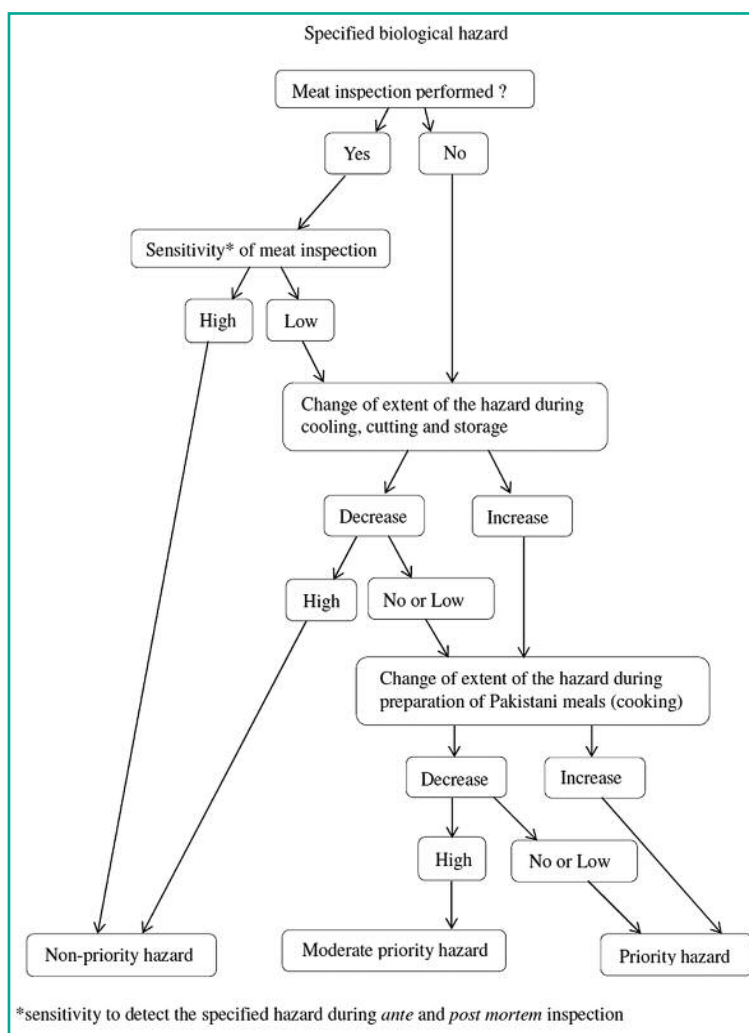 Specified biological hazard
Meat inspection performed ?
Yes
No
Sensitivity* of meat inspection
High
Low
Change of extent of the hazard during
cooling, cutting and storage
Decrease
Increase
High
No or Low
Change of extent of the hazard during
preparation of Pakistani meals (cooking)
Decrease
Increase
High
No or Low
Non-priority hazard
Moderate priority hazard
Priority hazard
*sensitivity to detect the specified hazard during ante and post mortem inspection